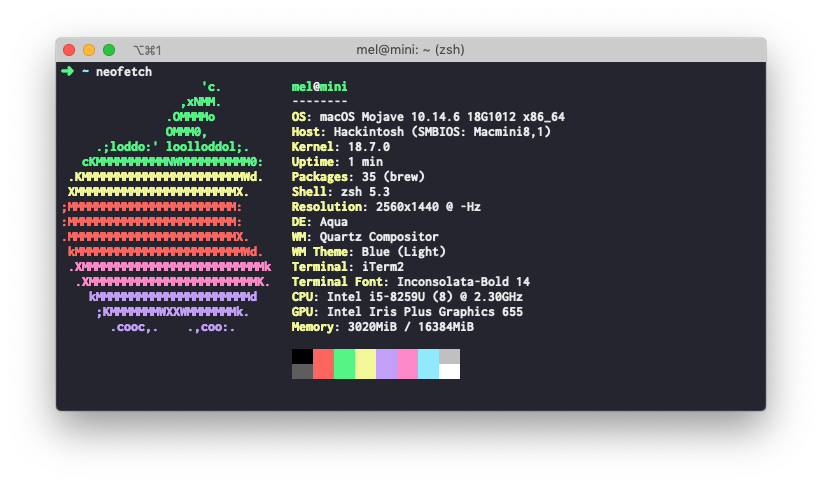 ⌥⌘1 mel@mini: ~ (zsh)
➜ ~ neofetch
                    'c.          mel@mini
                 ,xNMM.          --------
               .OMMMMo           OS: macOS Mojave 10.14.6 18G1012 x86_64
               OMMM0,            Host: Hackintosh (SMBIOS: Macmini8,1)
     .;loddo:' loolloddol;.      Kernel: 18.7.0
   cKMMMMMMMMMMNWMMMMMMMMMM0:    Uptime: 1 min
 .KMMMMMMMMMMMMMMMMMMMMMMMWd.    Packages: 35 (brew)
 XMMMMMMMMMMMMMMMMMMMMMMMX.      Shell: zsh 5.3
;MMMMMMMMMMMMMMMMMMMMMMMM:       Resolution: 2560x1440 @ -Hz
:MMMMMMMMMMMMMMMMMMMMMMMM:       DE: Aqua
.MMMMMMMMMMMMMMMMMMMMMMMMX.      WM: Quartz Compositor
 kMMMMMMMMMMMMMMMMMMMMMMMMWd.    WM Theme: Blue (Light)
 .XMMMMMMMMMMMMMMMMMMMMMMMMMMk   Terminal: iTerm2
  .XMMMMMMMMMMMMMMMMMMMMMMMMK.   Terminal Font: Inconsolata-Bold 14
    kMMMMMMMMMMMMMMMMMMMMMMd     CPU: Intel i5-8259U (8) @ 2.30GHz
     ;KMMMMMMMWXXWMMMMMMMk.      GPU: Intel Iris Plus Graphics 655
       .cooc,.    .,coo:.        Memory: 3020MiB / 16384MiB